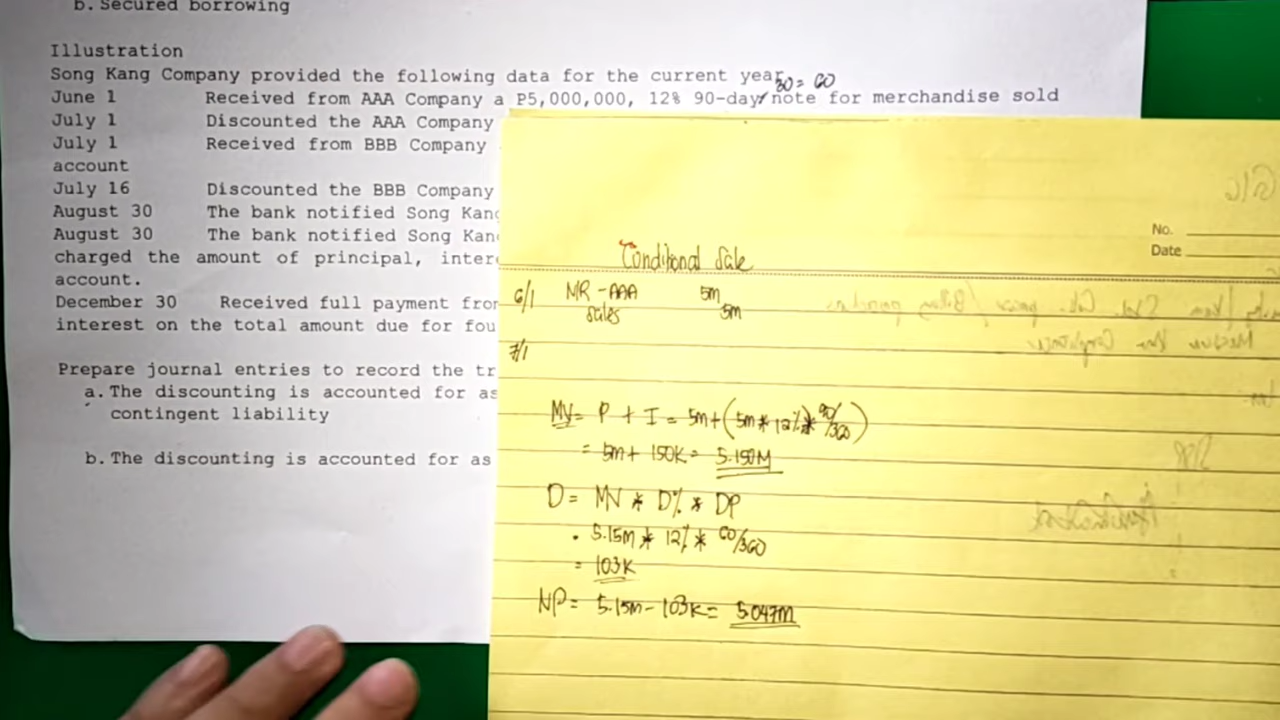 b. Secured borrowing
Illustration
Song Kang Company provided the following data for the current year
30 = 60
June 1 Received from AAA Company a P5,000,000, 12% 90-day note for merchandise sold
July 1 Discounted the AAA Company
July 1 Received from BBB Company
account
July 16 Discounted the BBB Company
August 30 The bank notified Song Kang
August 30 The bank notified Song Kan
charged the amount of principal, inter
account.
December 30 Received full payment fro
interest on the total amount due for fou
Prepare journal entries to record the tr
a. The discounting is accounted for as
contingent liability
b. The discounting is accounted for as
No.
Date
Conditional Sale
6/1 NR - AAA 5m
Sales 5m
7/1
MV = P + I = 5m + (5m * 12% * 90/360)
= 5m + 150K = 5.150M
D = MV * D% * DP
= 5.15m * 12% * 60/360
= 103K
NP = 5.15m - 103K = 5.047m